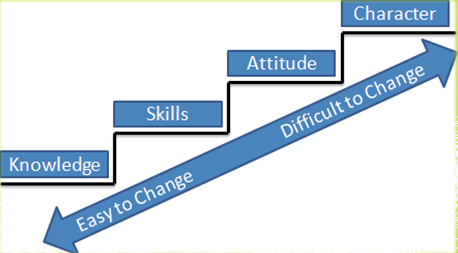 Character
Attitude
Skills
Knowledge
Difficult to Change
Easy to Change